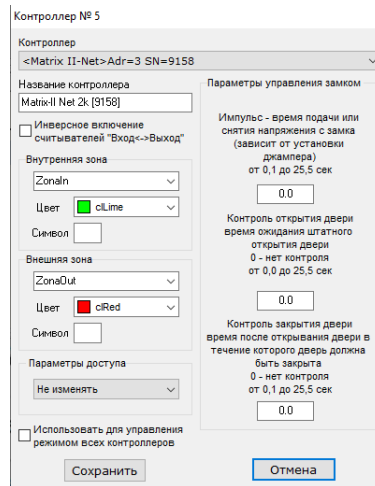 Контроллер № 5
Контроллер
<Matrix II-Net>Adr=3 SN=9158
Название контроллера
Matrix-II Net 2k [9158]
Инверсное включение
считывателей "Вход<->Выход"
Внутренняя зона
ZonaIn
Цвет clLime
Символ
Внешняя зона
ZonaOut
Цвет clRed
Символ
Параметры доступа
Не изменять
Использовать для управления
режимом всех контроллеров
Параметры управления замком
Импульс - время подачи или
снятия напряжения с замка
(зависит от установки
джампера)
от 0,1 до 25,5 сек
0.0
Контроль открытия двери
время ожидания штатного
открытия двери
0 - нет контроля
от 0,0 до 25,5 сек
0.0
Контроль закрытия двери
время после открывания двери в
течение которого дверь должна
быть закрыта
0 - нет контроля
от 0,1 до 25,5 сек
0.0
Сохранить
Отмена